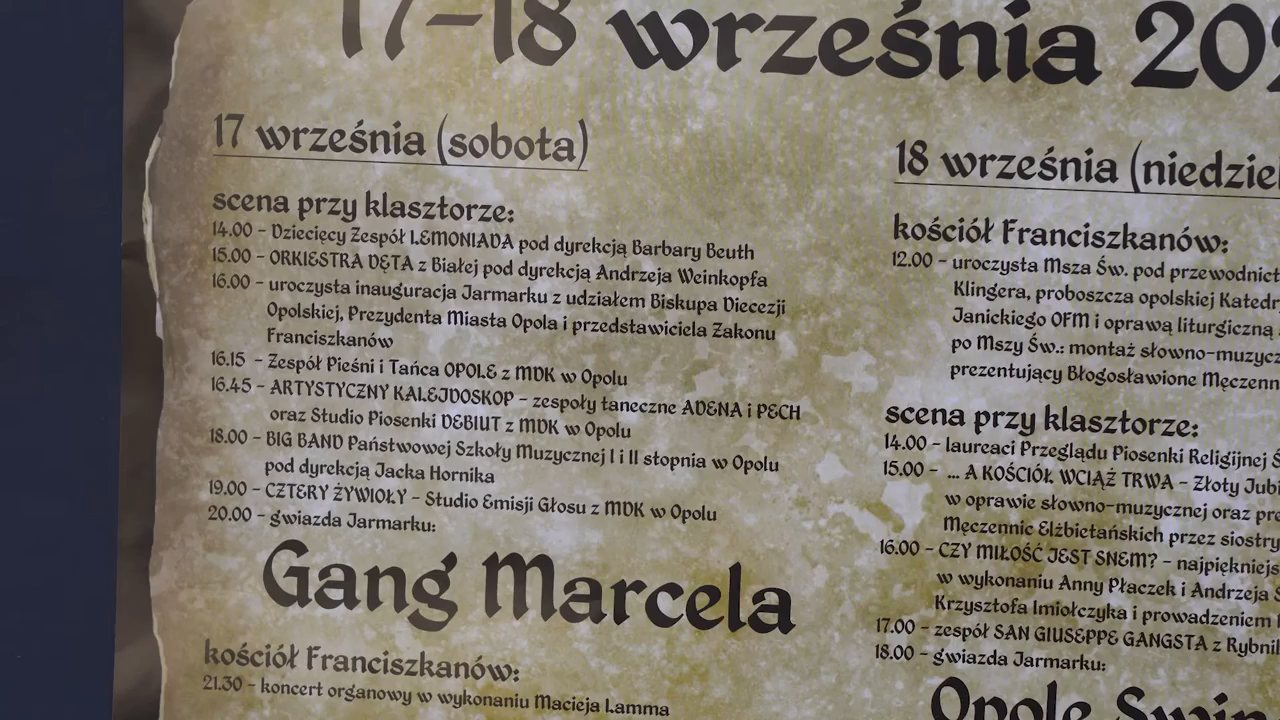 17-18 września
17 września (sobota)
scena przy klasztorze:
14.00 - Dziecięcy Zespół LEMONIADA pod dyrekcją Barbary Beuth
15.00 - ORKIESTRA DĘTA z Białej pod dyrekcją Andrzeja Weinkopfa
16.00 - uroczysta inauguracja Jarmarku z udziałem Biskupa Diecezji
Opolskiej, Prezydenta Miasta Opola i przedstawiciela Zakonu
Franciszkanów
16.15 - Zespół Pieśni i Tańca OPOLE z MDK w Opolu
16.45 - ARTYSTYCZNY KALEJDOSKOP - zespoły taneczne ADENA i PECH
oraz Studio Piosenki DEBIUT z MDK w Opolu
18.00 - BIG BAND Państwowej Szkoły Muzycznej I i II stopnia w Opolu
pod dyrekcją Jacka Hornika
19.00 - CZTERY ŻYWIOŁY - Studio Emisji Głosu z MDK w Opolu
20.00 - gwiazda Jarmarku:
Gang Marcela
kościół Franciszkanów:
21.30 - koncert organowy w wykonaniu Macieja Lamma
18 września (niedziel
kościół Franciszkanów:
12.00 - uroczysta Msza Św. pod przewodnict
Klingera, proboszcza opolskiej Katedr
Janickiego OFM i oprawą liturgiczną
po Mszy Św.: montaż słowno-muzycz
prezentujący Błogosławione Męczenn
scena przy klasztorze:
14.00 - laureaci Przeglądu Piosenki Religijnej Ś
15.00 - ... A KOŚCIÓŁ WCIĄŻ TRWA - Złoty Jubi
w oprawie słowno-muzycznej oraz pre
Męczennic Elżbietańskich przez siostry
16.00 - CZY MIŁOŚĆ JEST SNEM? - najpiękniejs
w wykonaniu Anny Płaczek i Andrzeja S
Krzysztofa Imiołczyka i prowadzeniem
17.00 - zespół SAN GIUSEPPE GANGSTA z Rybnik
18.00 - gwiazda Jarmarku:
Opole